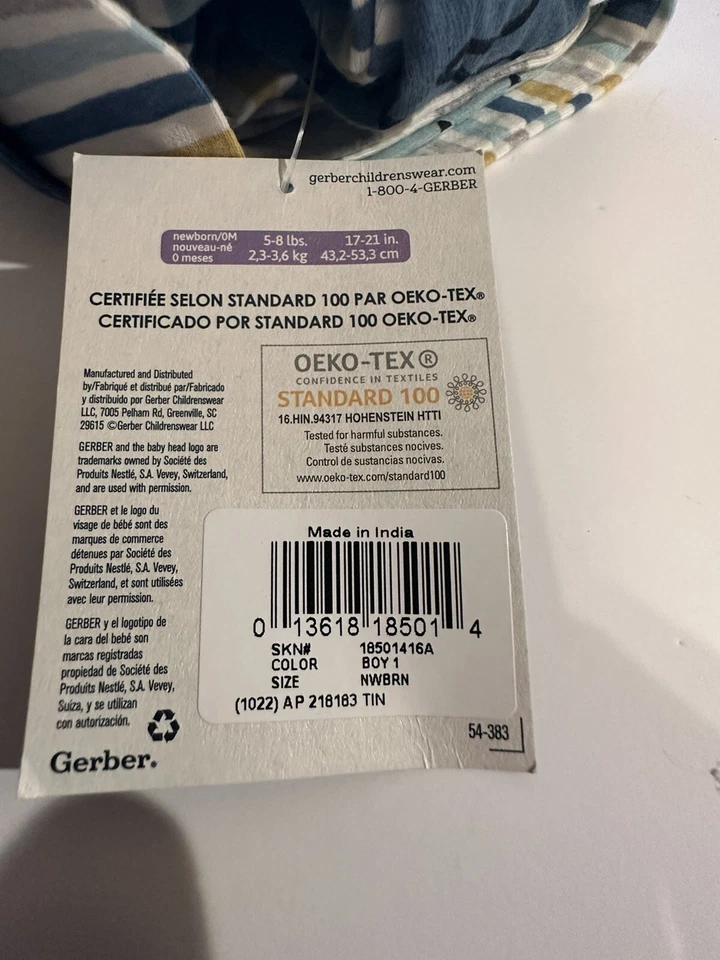 gerberchildrenswear.com
1-800-4-GERBER
newborn/0M 5-8 lbs. 17-21 in.
nouveau-né
0 meses 2,3-3,6 kg 43,2-53,3 cm
CERTIFIÉE SELON STANDARD 100 PAR OEKO-TEX®
CERTIFICADO POR STANDARD 100 OEKO-TEX®
OEKO-TEX®
CONFIDENCE IN TEXTILES
STANDARD 100
16.HIN.94317 HOHENSTEIN HTTI
Tested for harmful substances.
Testé substances nocives.
Control de sustancias nocivas.
www.oeko-tex.com/standard100
Manufactured and Distributed
by/Fabriqué et distribué par/Fabricado
y distribuido por Gerber Childrenswear
LLC, 7005 Pelham Rd, Greenville, SC
29615 ©Gerber Childrenswear LLC
GERBER and the baby head logo are
trademarks owned by Société des
Produits Nestlé, S.A. Vevey, Switzerland,
and are used with permission.
GERBER et le logo du
visage de bébé sont des
marques de commerce
détenues par Société des
Produits Nestlé, S.A. Vevey,
Switzerland, et sont utilisées
avec leur permission.
GERBER y el logotipo de
la cara del bebé son
marcas registradas
propiedad de Société des
Produits Nestlé, S.A. Vevey,
Suiza, y se utilizan
con autorización.
Gerber®
Made in India
0 13618 18501 4
SKN# 18501416A
COLOR BOY 1
SIZE NWBRN
(1022) AP 218183 TIN
54-383